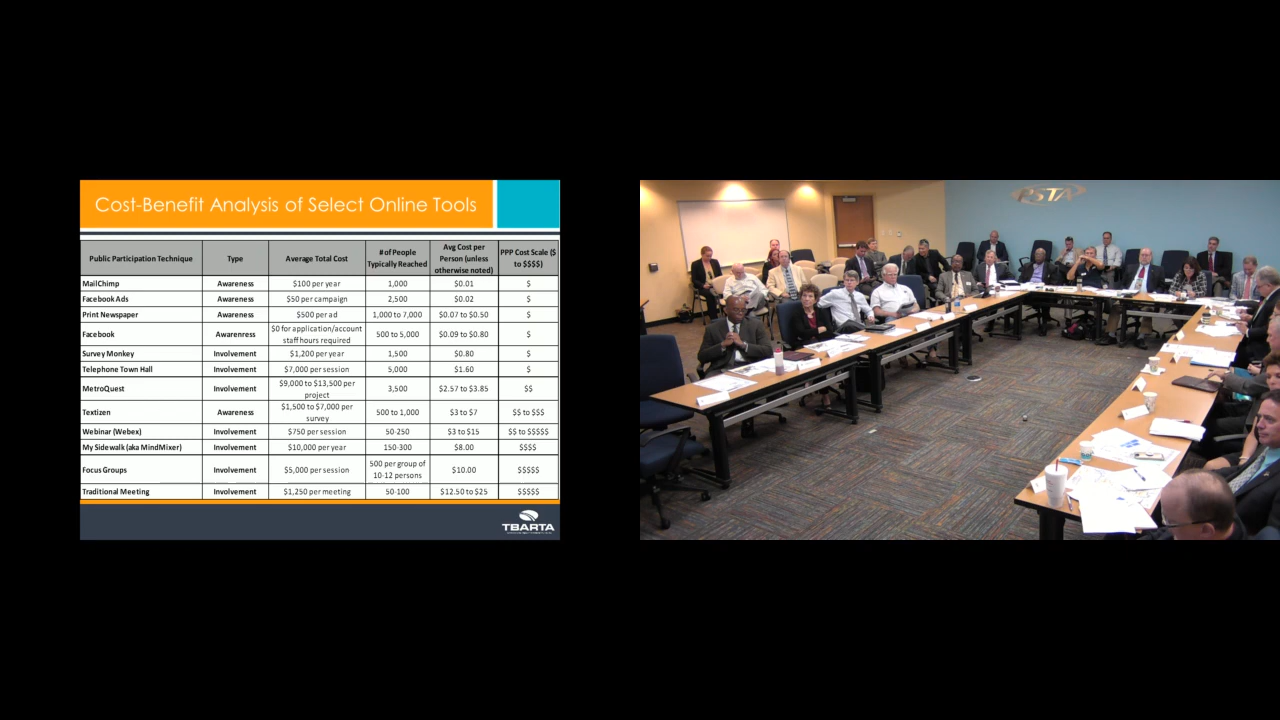 Cost-Benefit Analysis of Select Online Tools
Public Participation Technique Type Average Total Cost # of People Typically Reached Avg Cost per Person (unless otherwise noted) PPP Cost Scale ($ to $$$$)
MailChimp Awareness $100 per year 1,000 $0.01 $
Facebook Ads Awareness $50 per campaign 2,500 $0.02 $
Print Newspaper Awareness $500 per ad 1,000 to 7,000 $0.07 to $0.50 $
Facebook Awarenress $0 for application/account staff hours required 500 to 5,000 $0.09 to $0.80 $
Survey Monkey Involvement $1,200 per year 1,500 $0.80 $
Telephone Town Hall Involvement $7,000 per session 5,000 $1.60 $
MetroQuest Involvement $9,000 to $13,500 per project 3,500 $2.57 to $3.85 $$
Textizen Awareness $1,500 to $7,000 per survey 500 to 1,000 $3 to $7 $$ to $$$
Webinar (Webex) Involvement $750 per session 50-250 $3 to $15 $$ to $$$$$
My Sidewalk (aka MindMixer) Involvement $10,000 per year 150-300 $8.00 $$$$
Focus Groups Involvement $5,000 per session 500 per group of 10-12 persons $10.00 $$$$$
Traditional Meeting Involvement $1,250 per meeting 50-100 $12.50 to $25 $$$$$
TBARTA
PSTA